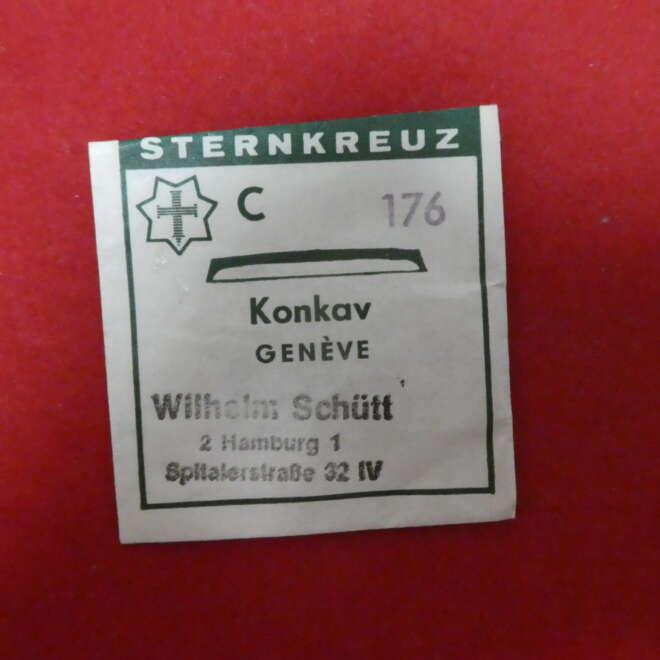 STERNKREUZ
C 176
Konkav
GENÈVE
Wilhelm Schütt
2 Hamburg 1
Spitalerstraße 32 IV